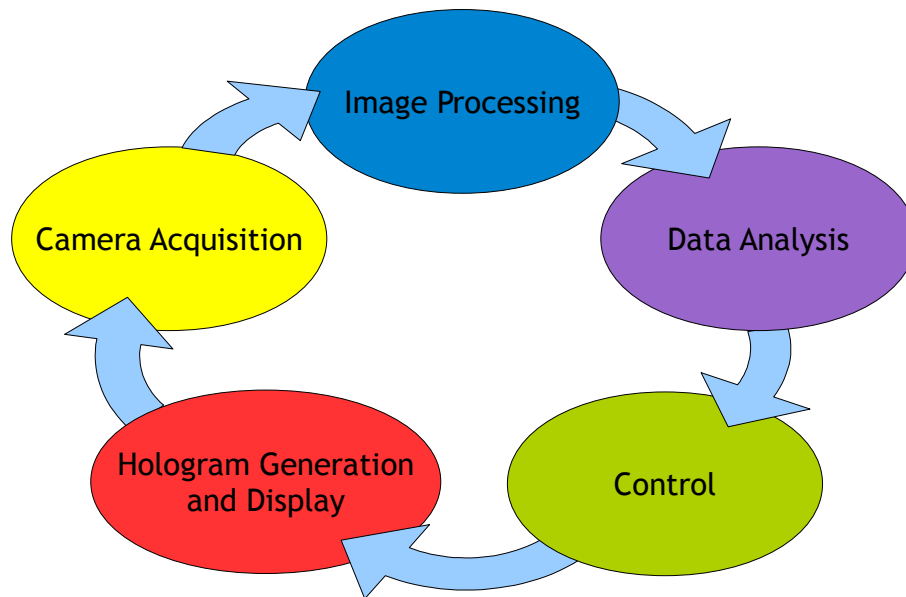 Image Processing
Camera Acquisition
Data Analysis
Hologram Generation
and Display
Control